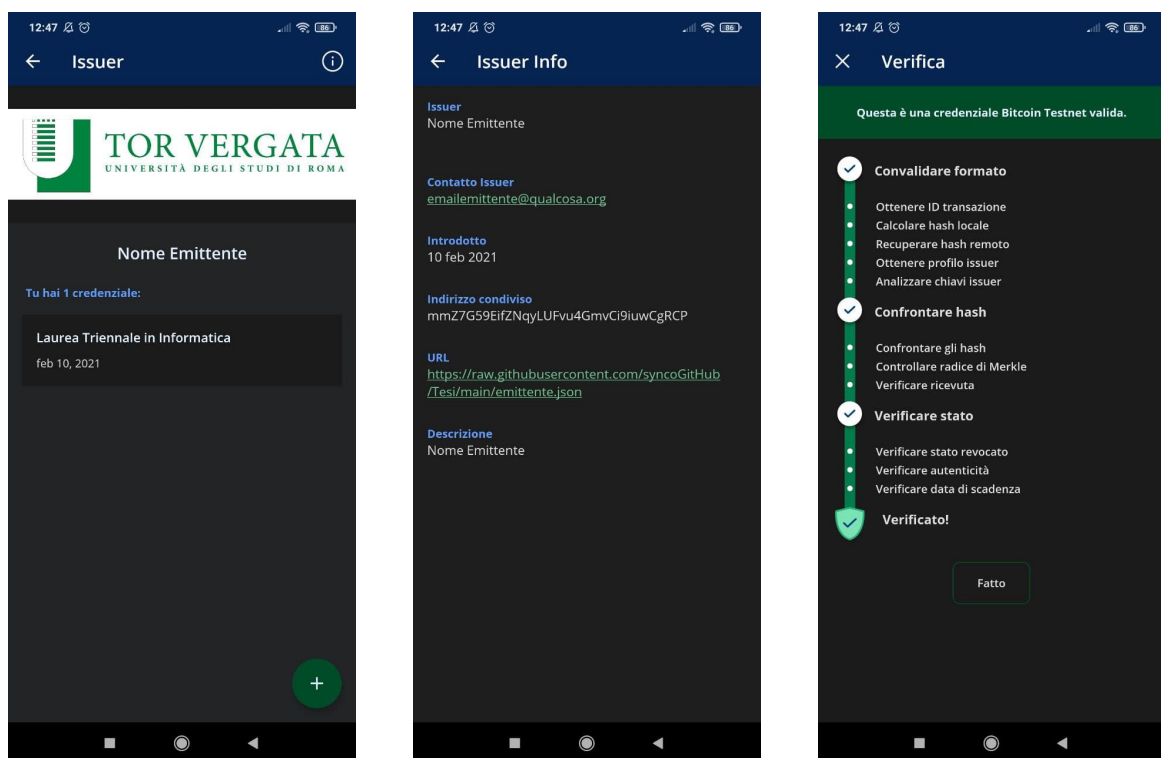 12:47
86
Issuer
TOR VERGATA
UNIVERSITÀ DEGLI STUDI DI ROMA
Nome Emittente
Tu hai 1 credenziale:
Laurea Triennale in Informatica
feb 10, 2021
+
12:47
86
Issuer Info
Issuer
Nome Emittente
Contatto Issuer
emailemittente@qualcosa.org
Introdotto
10 feb 2021
Indirizzo condiviso
mmZ7G59EifZNqyLUFvu4GmvCi9iuwCgRCP
URL
https://raw.githubusercontent.com/syncoGitHub
/Tesi/main/emittente.json
Descrizione
Nome Emittente
12:47
86
Verifica
Questa è una credenziale Bitcoin Testnet valida.
Convalidare formato
Ottenere ID transazione
Calcolare hash locale
Recuperare hash remoto
Ottenere profilo issuer
Analizzare chiavi issuer
Confrontare hash
Confrontare gli hash
Controllare radice di Merkle
Verificare ricevuta
Verificare stato
Verificare stato revocato
Verificare autenticità
Verificare data di scadenza
Verificato!
Fatto